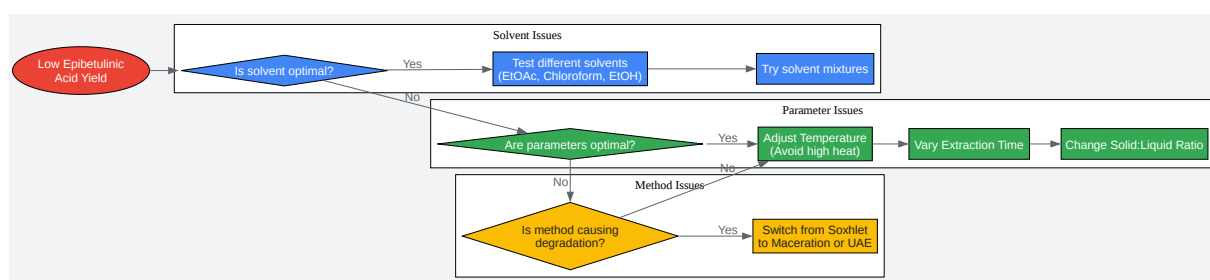 Solvent Issues
Low Epibetulinic
Acid Yield
Is solvent optimal?
Yes
Test different solvents
(EtOAc, Chloroform, EtOH)
Try solvent mixtures
No
Parameter Issues
Are parameters optimal?
Yes
Adjust Temperature
(Avoid high heat)
Vary Extraction Time
Change Solid:Liquid Ratio
No
No
Method Issues
Is method causing
degradation?
Yes
Switch from Soxhlet
to Maceration or UAE